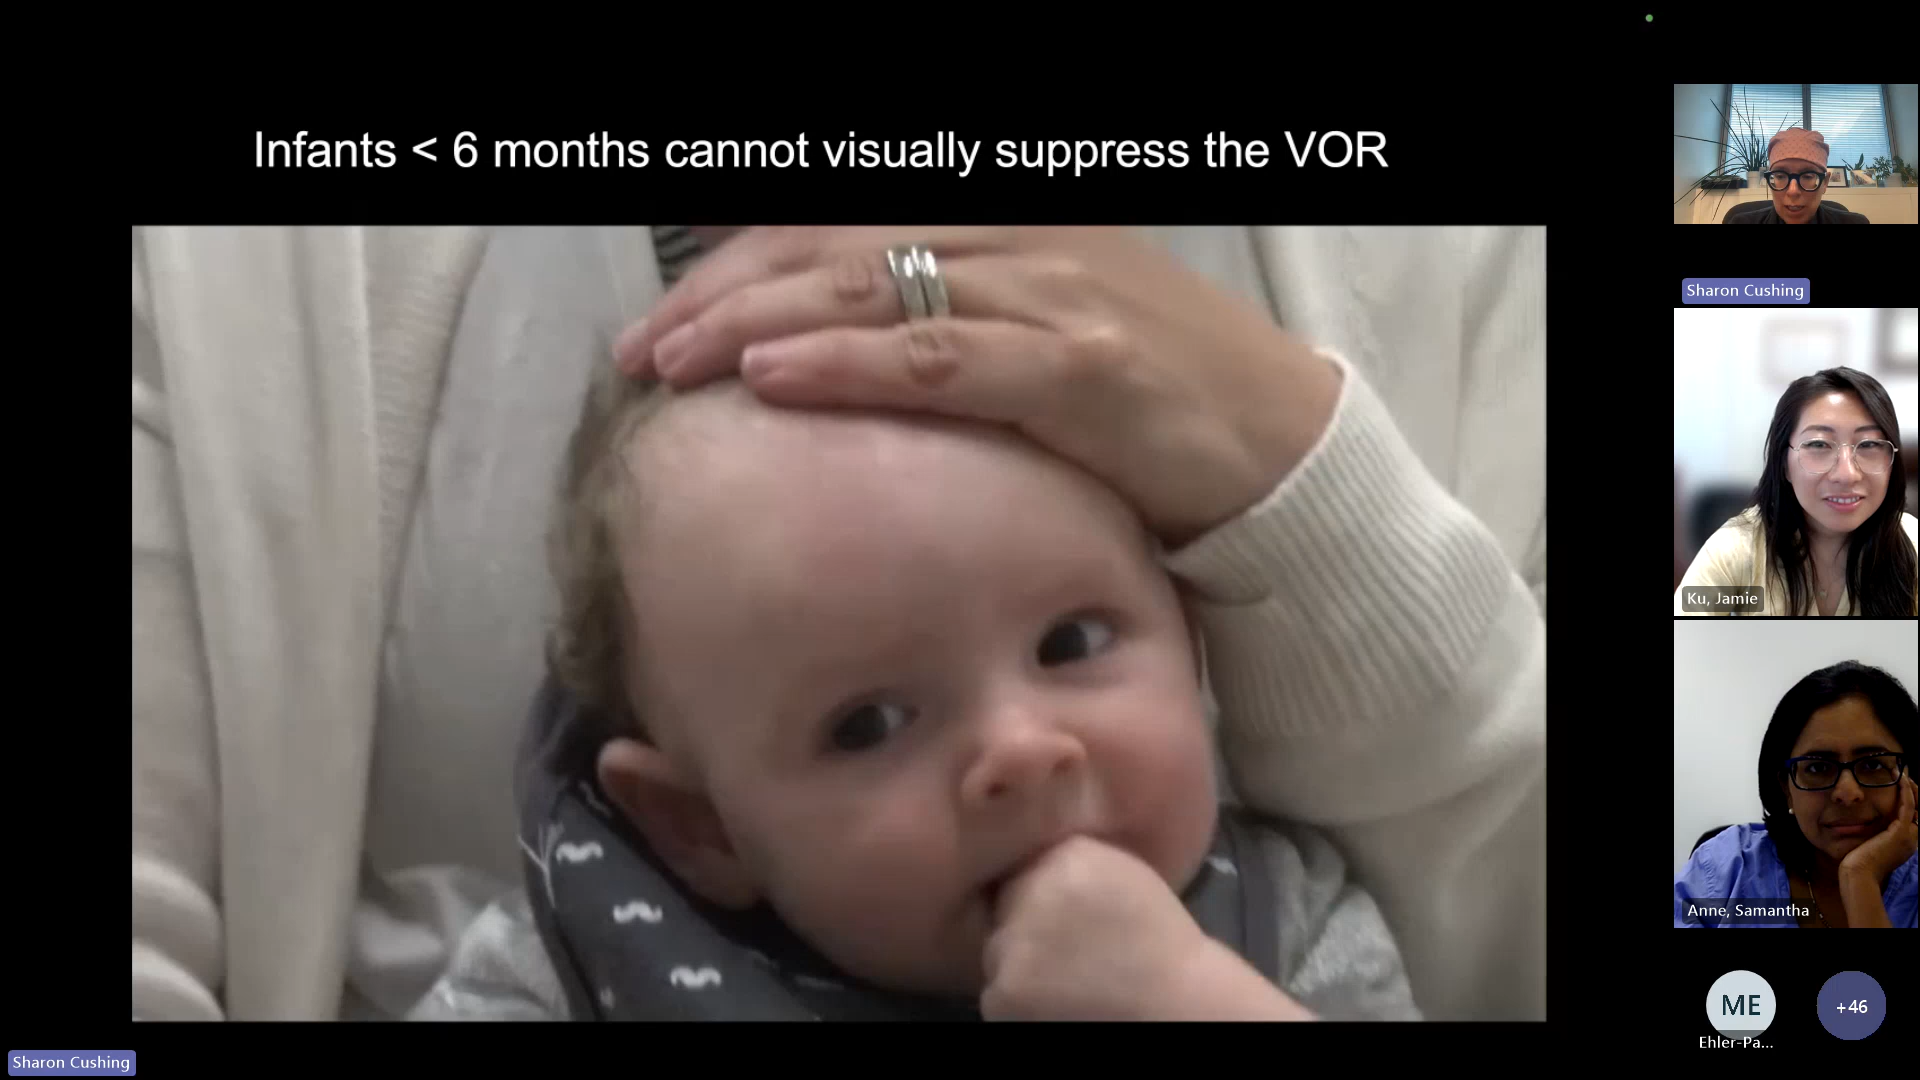 Infants < 6 months cannot visually suppress the VOR
Sharon Cushing
Ku, Jamie
Anne, Samantha
ME
+46
Ehler-Pa...
Sharon Cushing